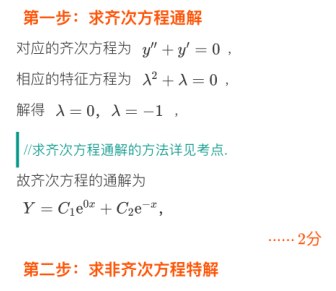 第一步：求齐次方程通解
对应的齐次方程为 y″ + y′ = 0 ，
相应的特征方程为 λ² + λ = 0 ，
解得 λ = 0，λ = −1 ，
//求齐次方程通解的方法详见考点.
故齐次方程的通解为
Y = C₁e⁰ˣ + C₂e⁻ˣ，
······ 2分
第二步：求非齐次方程特解